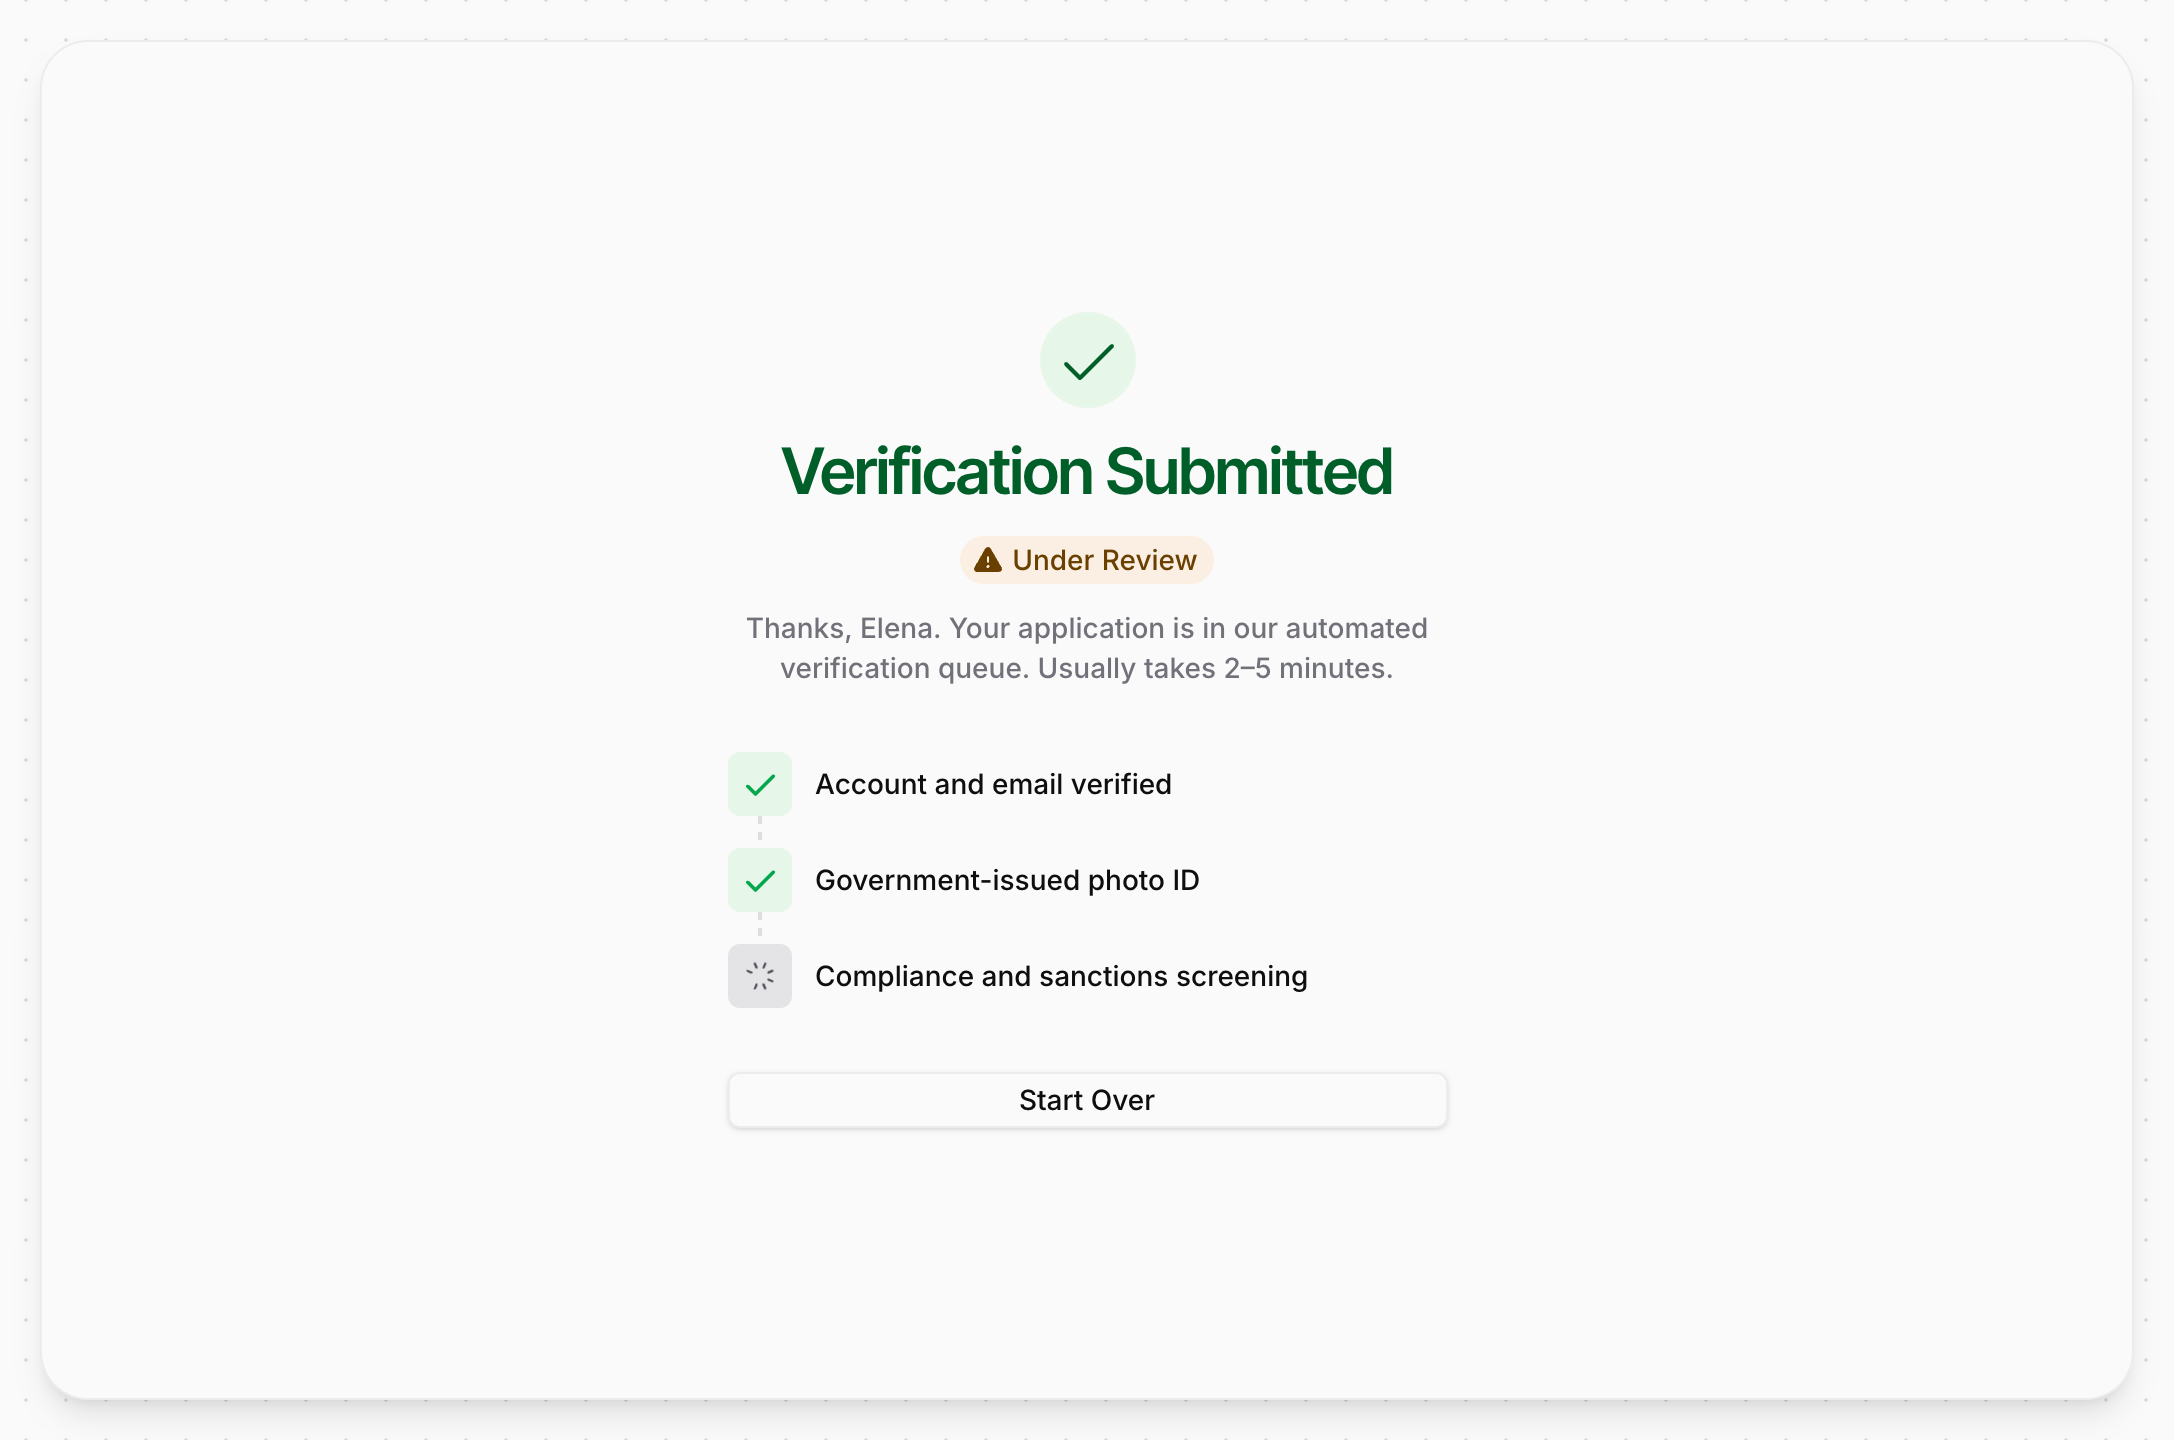 Verification Submitted
Under Review
Thanks, Elena. Your application is in our automated
verification queue. Usually takes 2–5 minutes.
Account and email verified
Government-issued photo ID
Compliance and sanctions screening
Start Over